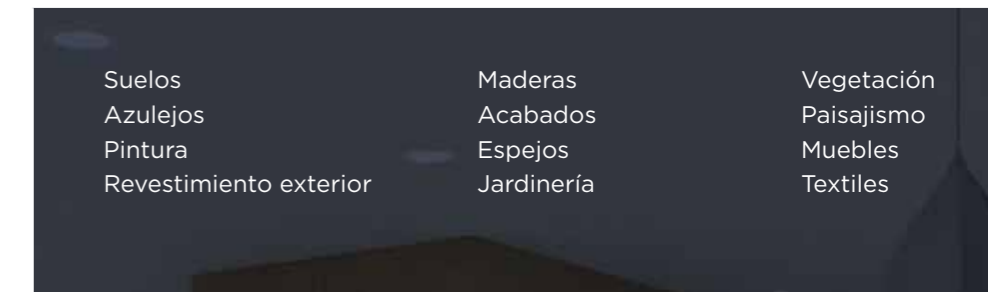 Suelos
Azulejos
Pintura
Revestimiento exterior
Maderas
Acabados
Espejos
Jardinería
Vegetación
Paisajismo
Muebles
Textiles